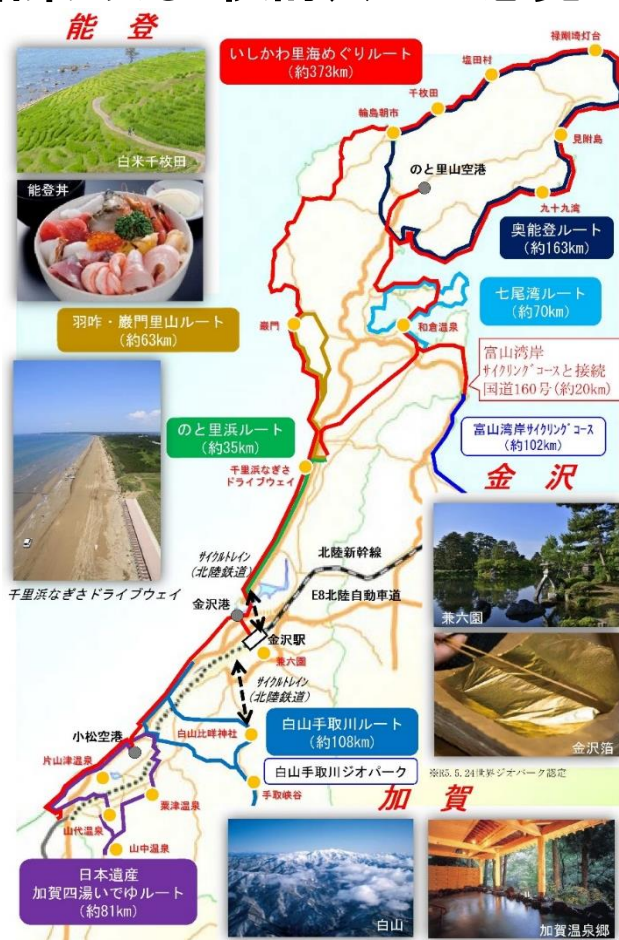 能 登
禄剛埼灯台
いしかわ里海めぐりルート
(約373km)
塩田村
千枚田
輪島朝市
見附島
白米千枚田
のと里山空港
能登丼
九十九湾
奥能登ルート
(約163km)
七尾湾ルート
(約70km)
羽咋・巌門里山ルート
(約63km)
巌門
和倉温泉
富山湾岸
サイクリングコースと接続
国道160号(約20km)
のと里浜ルート
(約35km)
富山湾岸サイクリングコース
(約102km)
千里浜なぎさ
ドライブウェイ
金 沢
サイクルトレイン
(北陸鉄道)
北陸新幹線
E8北陸自動車道
千里浜なぎさドライブウェイ
金沢港
金沢駅
兼六園
兼六園
サイクルトレイン
(北陸鉄道)
小松空港
白山比咩神社
白山手取川ルート
(約108km)
金沢箔
片山津温泉
白山手取川ジオパーク
※R5.5.24世界ジオパーク認定
粟津温泉
手取峡谷
加 賀
山代温泉
山中温泉
日本遺産
加賀四湯いでゆルート
(約81km)
白山
加賀温泉郷